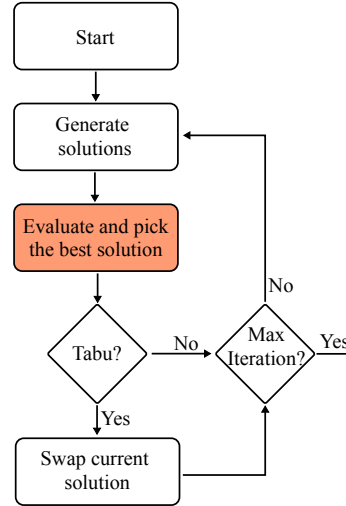 Start
Generate
solutions
Evaluate and pick
the best solution
Tabu?
No
Max
Iteration?
No
Yes
Yes
Swap current
solution